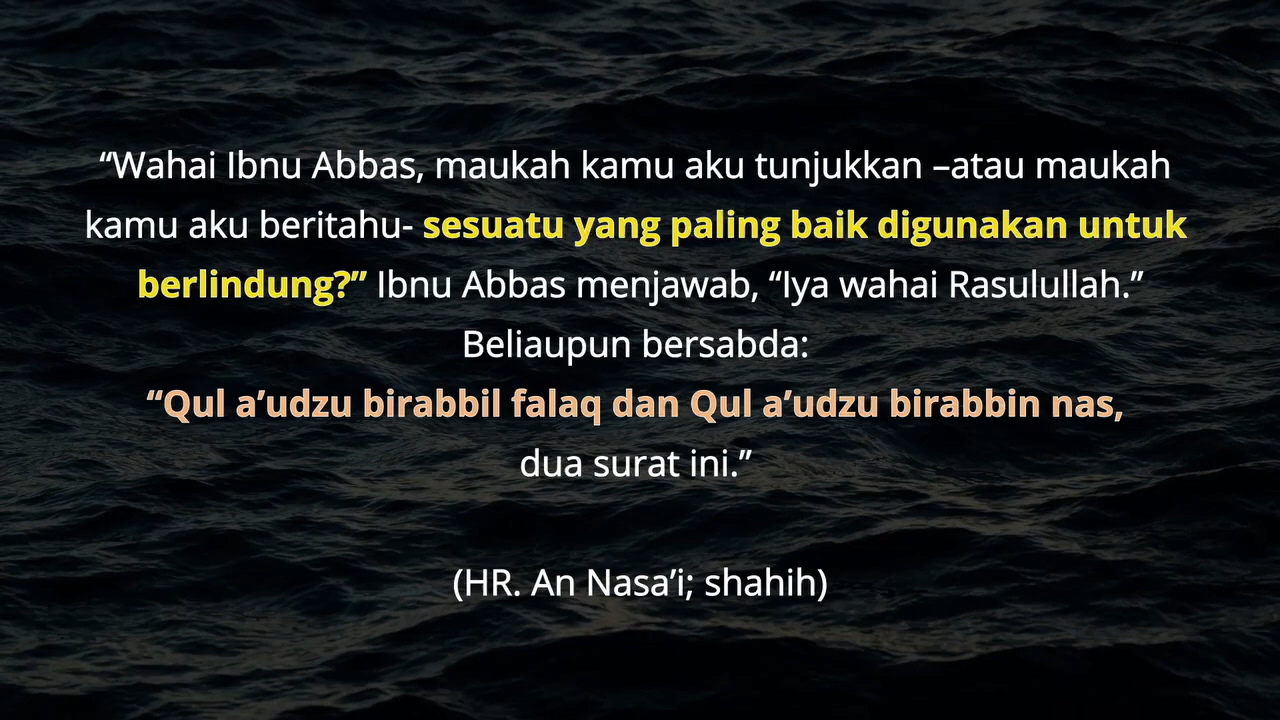 “Wahai Ibnu Abbas, maukah kamu aku tunjukkan –atau maukah
kamu aku beritahu- sesuatu yang paling baik digunakan untuk
berlindung?” Ibnu Abbas menjawab, “Iya wahai Rasulullah.”
Beliaupun bersabda:
“Qul a’udzu birabbil falaq dan Qul a’udzu birabbin nas,
dua surat ini.”
(HR. An Nasa’i; shahih)